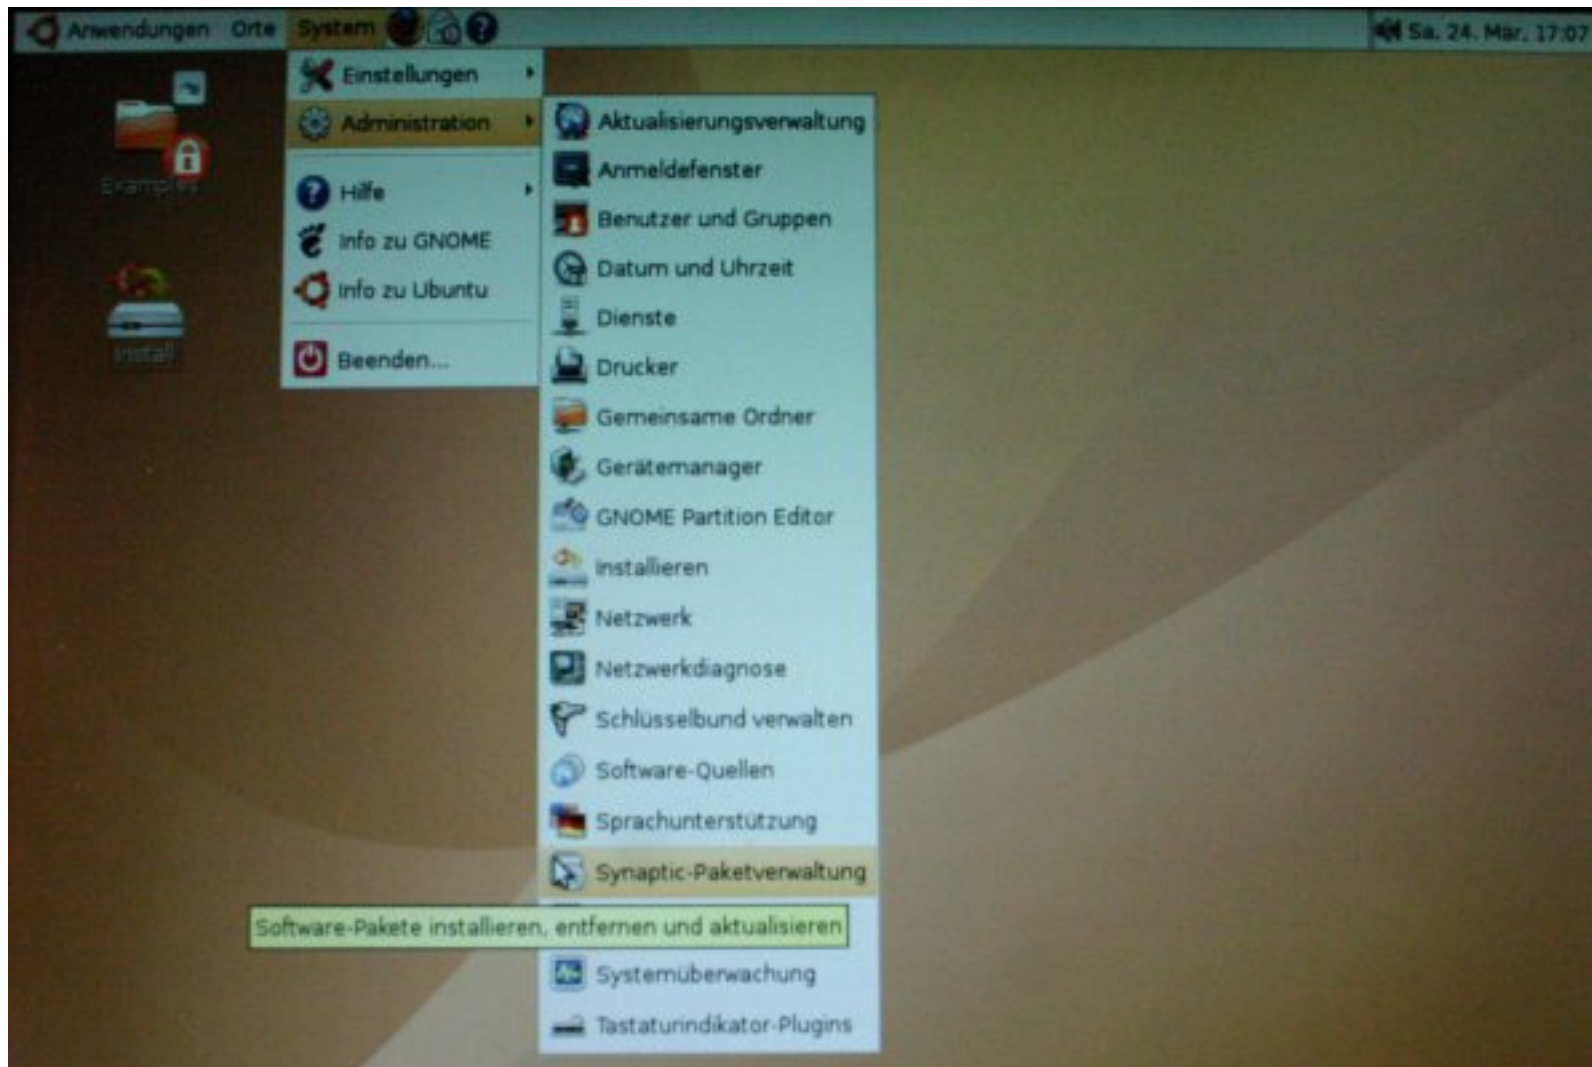 Anwendungen Orte System
Sa, 24. Mär, 17:07
Examples
Install
Einstellungen
Administration
Hilfe
Info zu GNOME
Info zu Ubuntu
Beenden...
Aktualisierungsverwaltung
Anmeldefenster
Benutzer und Gruppen
Datum und Uhrzeit
Dienste
Drucker
Gemeinsame Ordner
Gerätemanager
GNOME Partition Editor
Installieren
Netzwerk
Netzwerkdiagnose
Schlüsselbund verwalten
Software-Quellen
Sprachunterstützung
Synaptic-Paketverwaltung
Software-Pakete installieren, entfernen und aktualisieren
Systemüberwachung
Tastaturindikator-Plugins